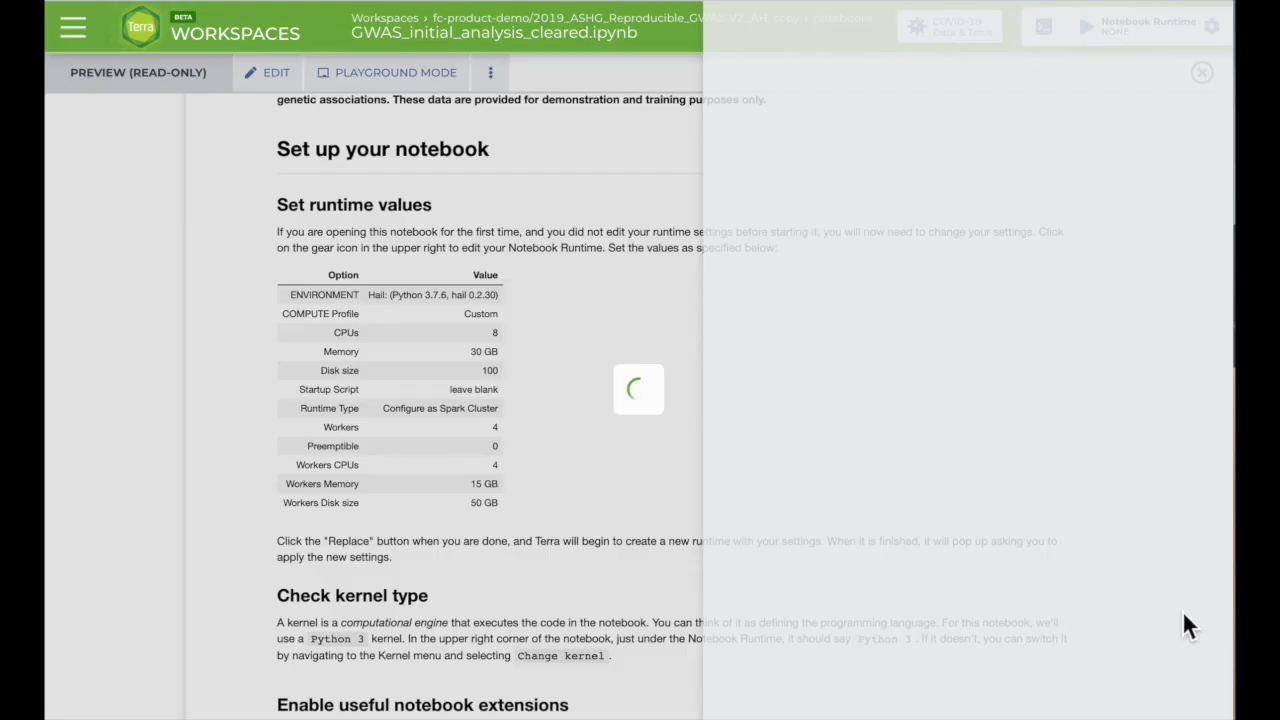 BETA
Terra
WORKSPACES
Workspaces › fc-product-demo/2019_ASHG_Reproducible_GWAS_V2_AH_copy › notebooks
GWAS_initial_analysis_cleared.ipynb
COVID-19
Data & Tools
Notebook Runtime
NONE
PREVIEW (READ-ONLY)
EDIT
PLAYGROUND MODE
genetic associations. These data are provided for demonstration and training purposes only.
Set up your notebook
Set runtime values
If you are opening this notebook for the first time, and you did not edit your runtime settings before starting it, you will now need to change your settings. Click
on the gear icon in the upper right to edit your Notebook Runtime. Set the values as specified below:
Option Value
ENVIRONMENT Hail: (Python 3.7.6, hail 0.2.30)
COMPUTE Profile Custom
CPUs 8
Memory 30 GB
Disk size 100
Startup Script leave blank
Runtime Type Configure as Spark Cluster
Workers 4
Preemptible 0
Workers CPUs 4
Workers Memory 15 GB
Workers Disk size 50 GB
Click the "Replace" button when you are done, and Terra will begin to create a new runtime with your settings. When it is finished, it will pop up asking you to
apply the new settings.
Check kernel type
A kernel is a computational engine that executes the code in the notebook. You can think of it as defining the programming language. For this notebook, we'll
use a Python 3 kernel. In the upper right corner of the notebook, just under the Notebook Runtime, it should say Python 3. If it doesn't, you can switch it
by navigating to the Kernel menu and selecting Change kernel.
Enable useful notebook extensions